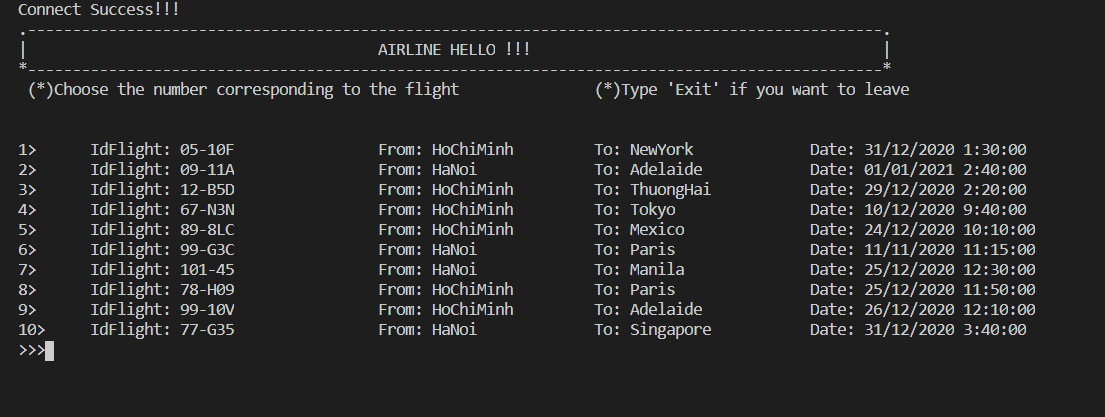 Connect Success!!!
.-----------------------------------------------------------------------------------------------.
|                                       AIRLINE HELLO !!!                                       |
*-----------------------------------------------------------------------------------------------*
(*)Choose the number corresponding to the flight (*)Type 'Exit' if you want to leave
1> IdFlight: 05-10F From: HoChiMinh To: NewYork Date: 31/12/2020 1:30:00
2> IdFlight: 09-11A From: HaNoi To: Adelaide Date: 01/01/2021 2:40:00
3> IdFlight: 12-B5D From: HoChiMinh To: ThuongHai Date: 29/12/2020 2:20:00
4> IdFlight: 67-N3N From: HoChiMinh To: Tokyo Date: 10/12/2020 9:40:00
5> IdFlight: 89-8LC From: HoChiMinh To: Mexico Date: 24/12/2020 10:10:00
6> IdFlight: 99-G3C From: HaNoi To: Paris Date: 11/11/2020 11:15:00
7> IdFlight: 101-45 From: HaNoi To: Manila Date: 25/12/2020 12:30:00
8> IdFlight: 78-H09 From: HoChiMinh To: Paris Date: 25/12/2020 11:50:00
9> IdFlight: 99-10V From: HoChiMinh To: Adelaide Date: 26/12/2020 12:10:00
10> IdFlight: 77-G35 From: HaNoi To: Singapore Date: 31/12/2020 3:40:00
>>>